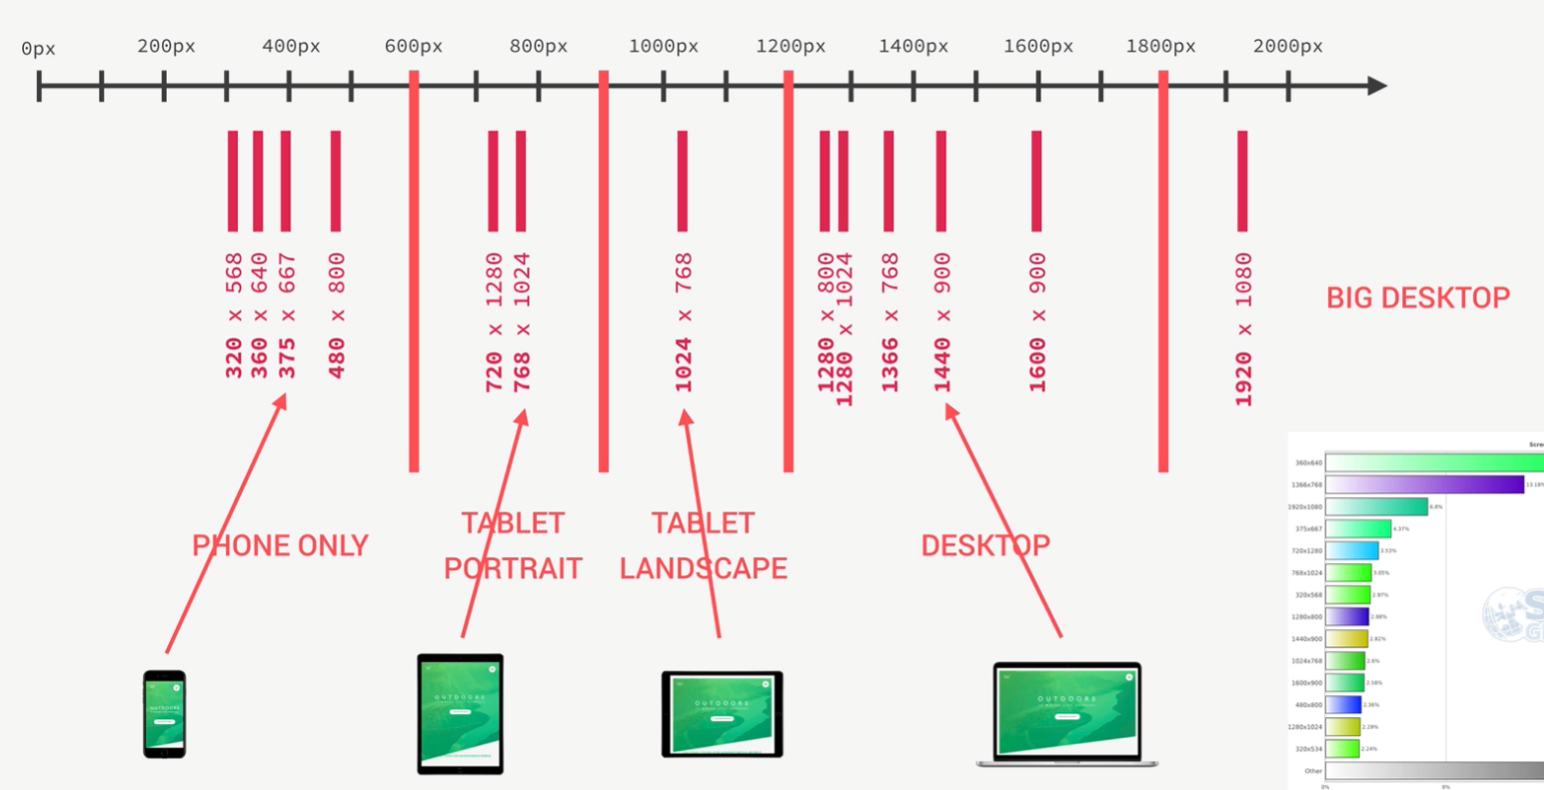 0px
200px
400px
600px
800px
1000px
1200px
1400px
1600px
1800px
2000px
320 x 568
360 x 640
375 x 667
480 x 800
720 x 1280
768 x 1024
1024 x 768
1280 x 800
1280 x 1024
1366 x 768
1440 x 900
1600 x 900
1920 x 1080
BIG DESKTOP
PHONE ONLY
TABLET
PORTRAIT
TABLET
LANDSCAPE
DESKTOP
OUTDOORS
OUTDOORS
OUTDOORS
OUTDOORS
360x640
1366x768 13.18%
1920x1080 6.8%
375x667 4.37%
720x1280 3.53%
768x1024 3.05%
320x568 2.97%
1280x800 2.88%
1440x900 2.82%
1024x768 2.6%
1600x900 2.58%
480x800 2.36%
1280x1024 2.29%
320x534 2.24%
Other
0%